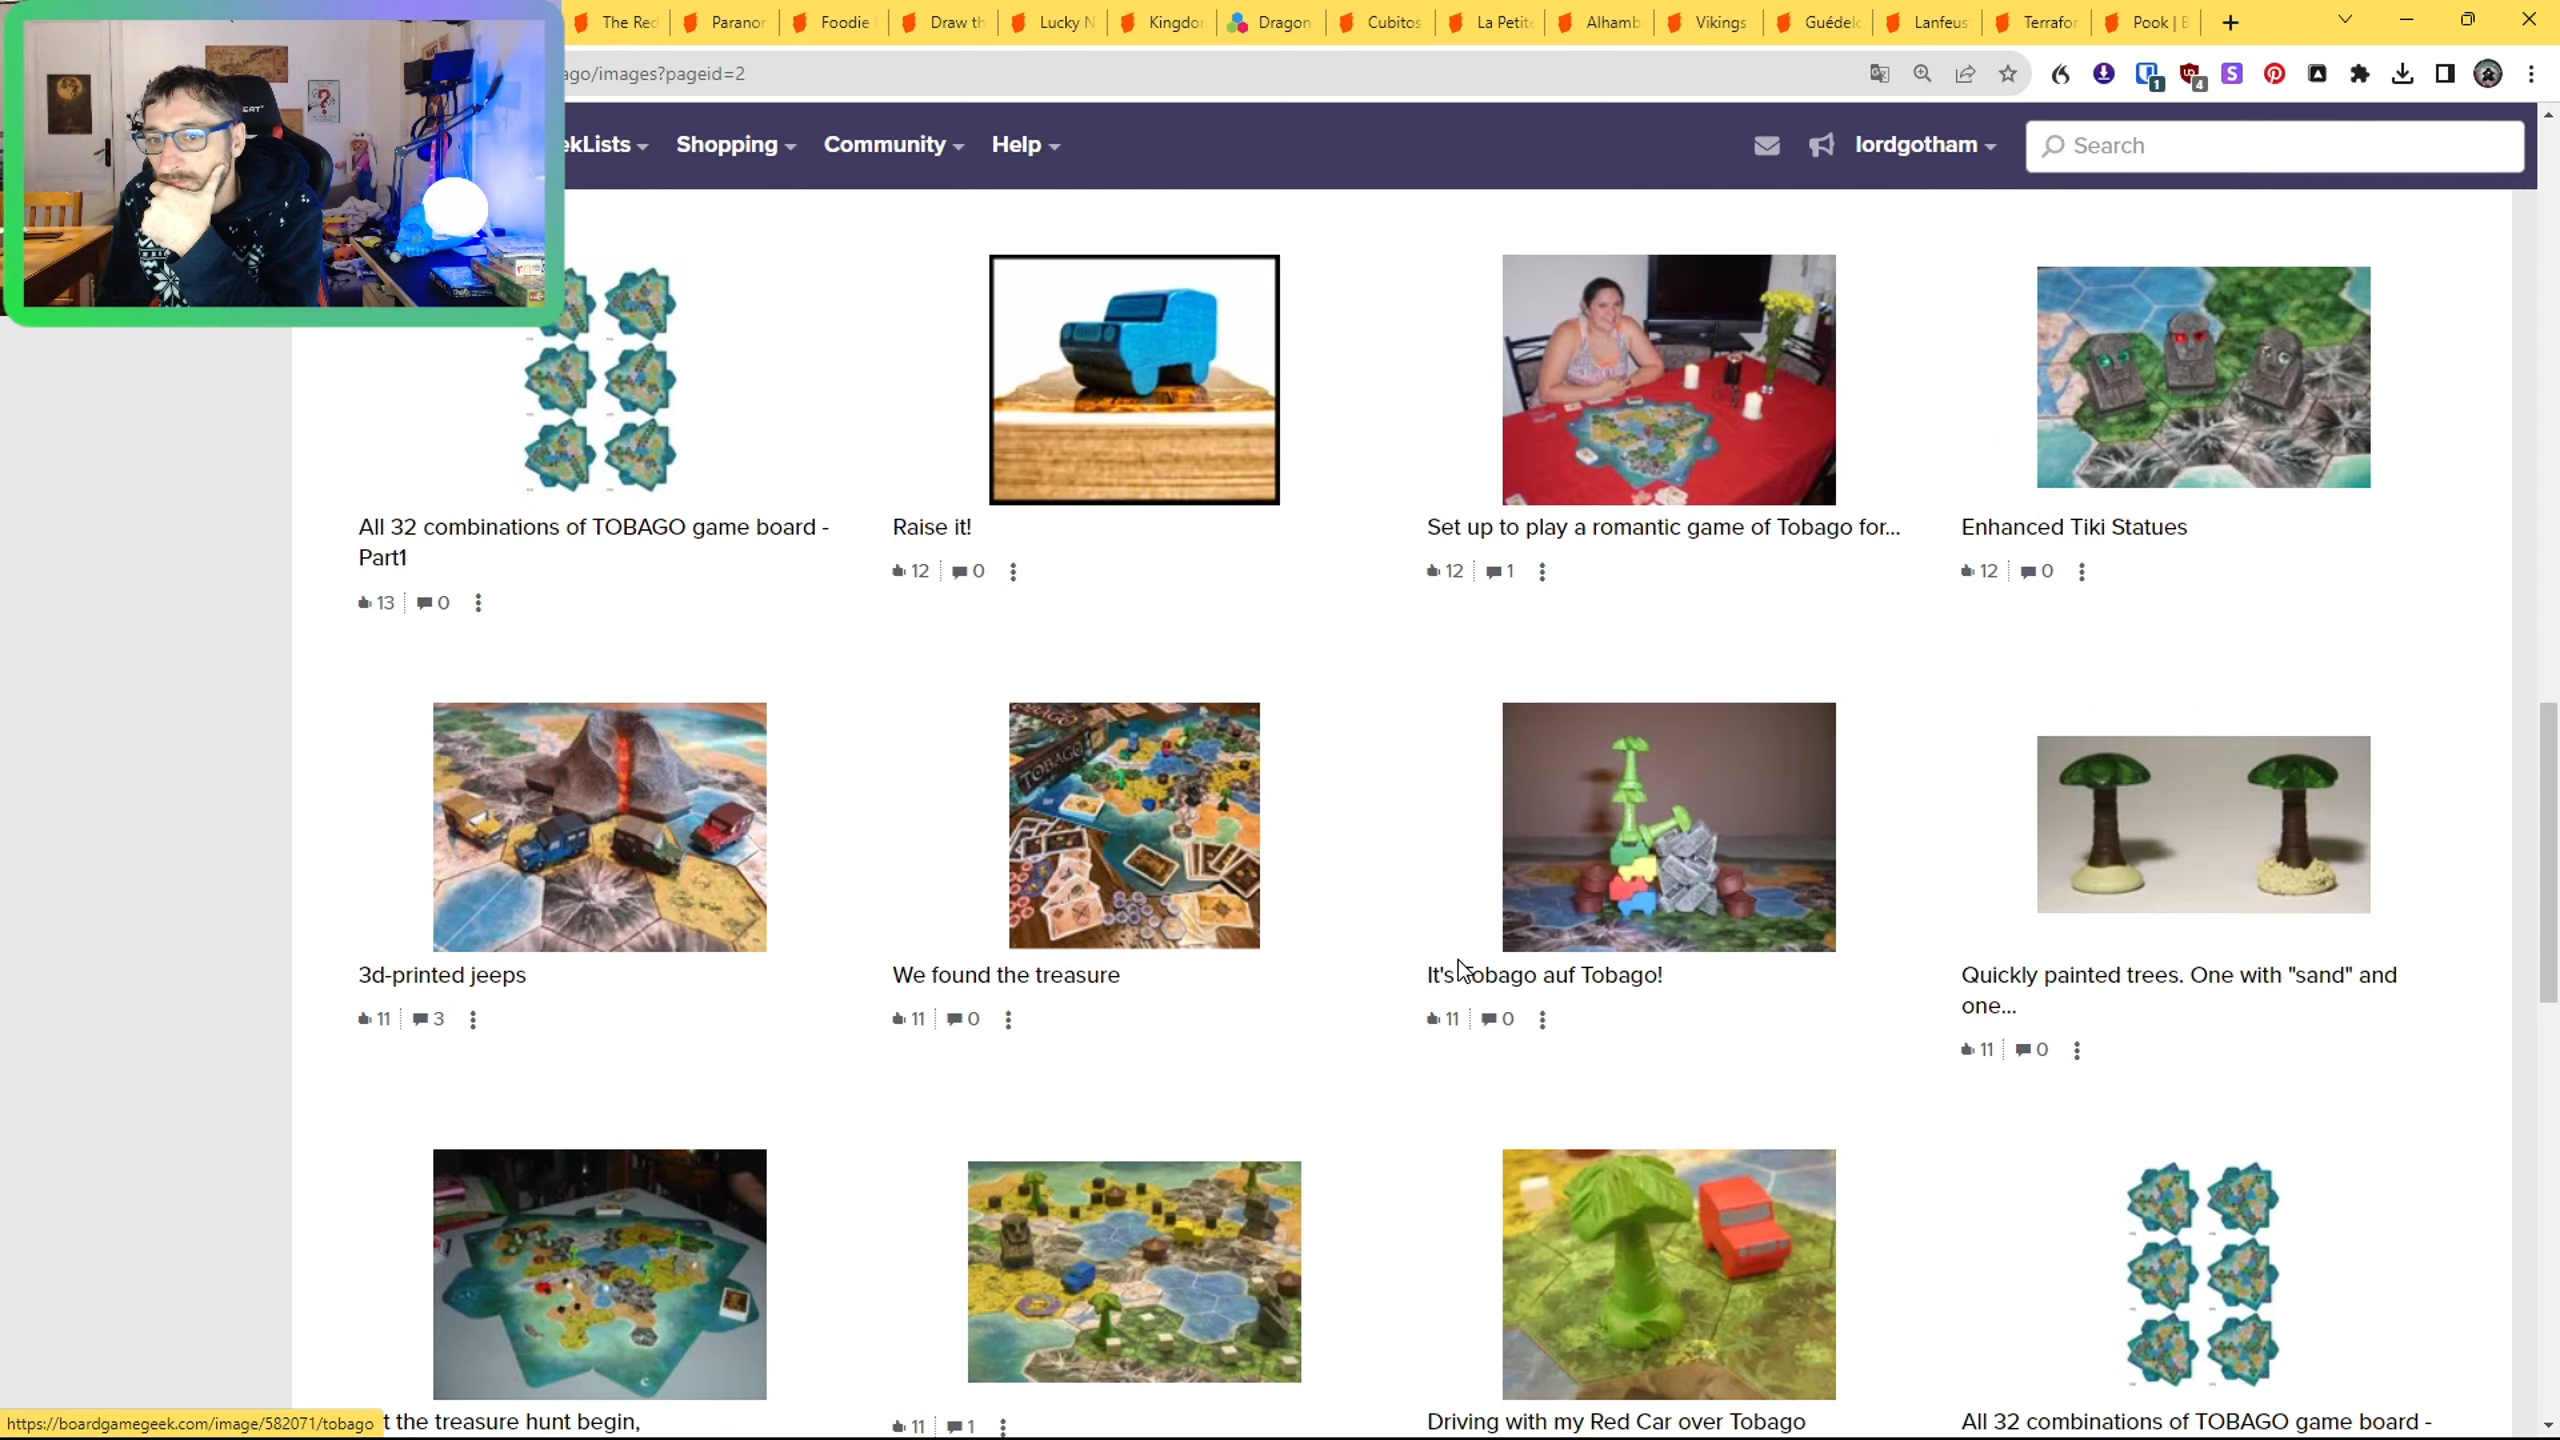 The Red
Paranor
Foodie
Draw th
Lucky N
Kingdor
Dragon
Cubitos
La Petit
Alhamb
Vikings
Guédelo
Lanfeus
Terrafor
Pook | B
ago/images?pageid=2
1
4
ekLists
Shopping
Community
Help
lordgotham
Search
All 32 combinations of TOBAGO game board -
Part1
13
0
Raise it!
12
0
Set up to play a romantic game of Tobago for...
12
1
Enhanced Tiki Statues
12
0
3d-printed jeeps
11
3
TOBAGO
We found the treasure
11
0
It's Tobago auf Tobago!
11
0
Quickly painted trees. One with "sand" and
one...
11
0
https://boardgamegeek.com/image/582071/tobago
t the treasure hunt begin,
11
1
Driving with my Red Car over Tobago
All 32 combinations of TOBAGO game board -